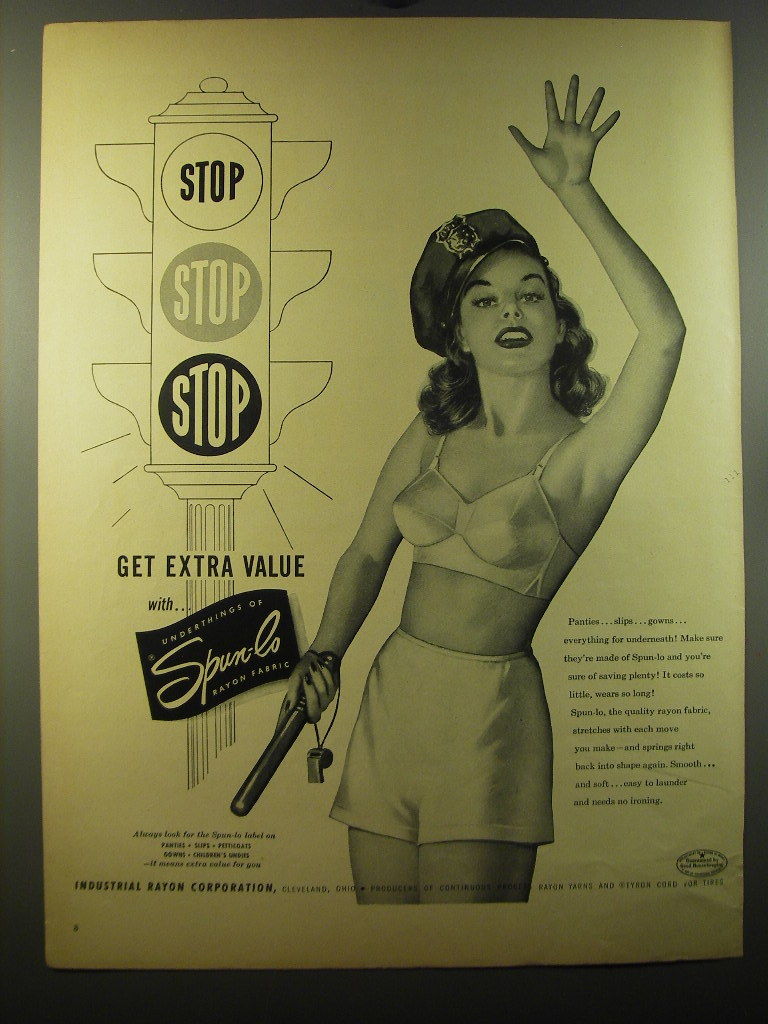 STOP
STOP
STOP
GET EXTRA VALUE
with...
UNDERTHINGS OF
® Spun-lo
RAYON FABRIC
Panties...slips...gowns...
everything for underneath! Make sure
they're made of Spun-lo and you're
sure of saving plenty! It costs so
little, wears so long!
Spun-lo, the quality rayon fabric,
stretches with each move
you make—and springs right
back into shape again. Smooth...
and soft...easy to launder
and needs no ironing.
Always look for the Spun-lo label on
PANTIES • SLIPS • PETTICOATS
GOWNS • CHILDREN'S UNDIES
—it means extra value for you
Guaranteed by
Good Housekeeping
INDUSTRIAL RAYON CORPORATION, CLEVELAND, OHIO • PRODUCERS OF CONTINUOUS PROCESS RAYON YARNS AND ®TYRON CORD FOR TIRES
8